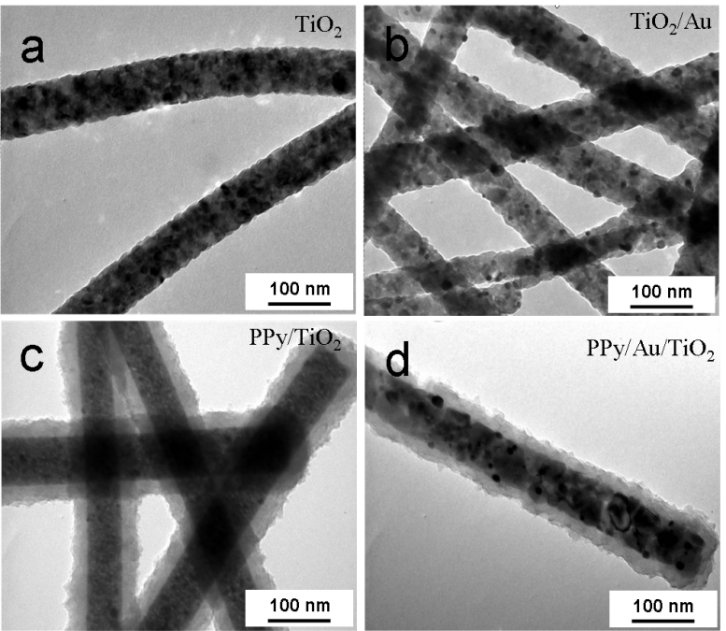 a
TiO₂
100 nm
b
TiO₂/Au
100 nm
c
PPy/TiO₂
100 nm
d
PPy/Au/TiO₂
100 nm